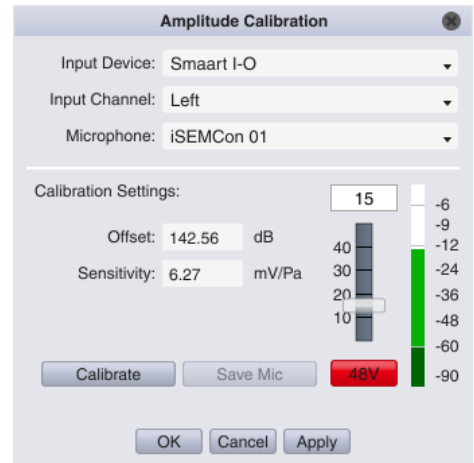 Amplitude Calibration
Input Device: Smaart I-O
Input Channel: Left
Microphone: iSEMCon 01
Calibration Settings:
15
Offset: 142.56 dB
Sensitivity: 6.27 mV/Pa
40
30
20
10
-6
-9
-12
-24
-36
-48
-60
-90
Calibrate Save Mic 48V
OK Cancel Apply